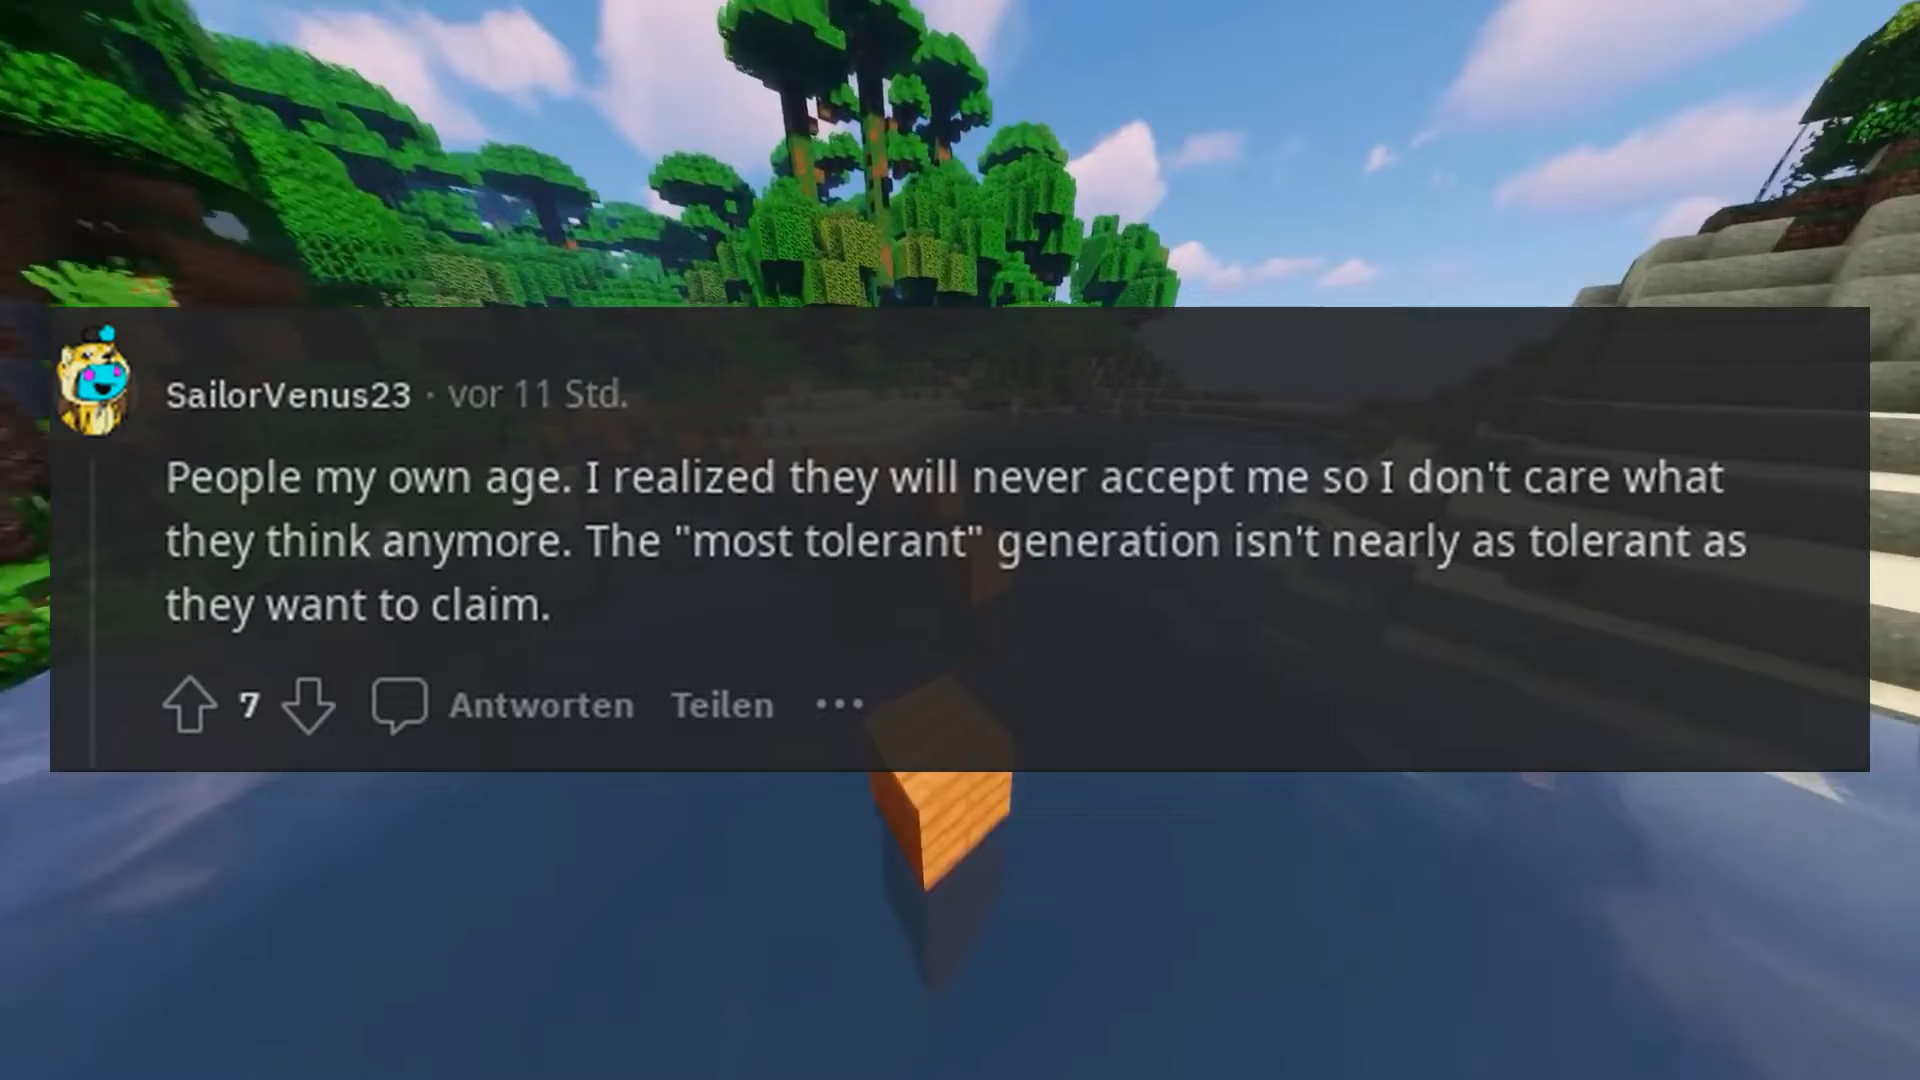 SailorVenus23 · vor 11 Std.
People my own age. I realized they will never accept me so I don't care what
they think anymore. The "most tolerant" generation isn't nearly as tolerant as
they want to claim.
7 Antworten Teilen •••